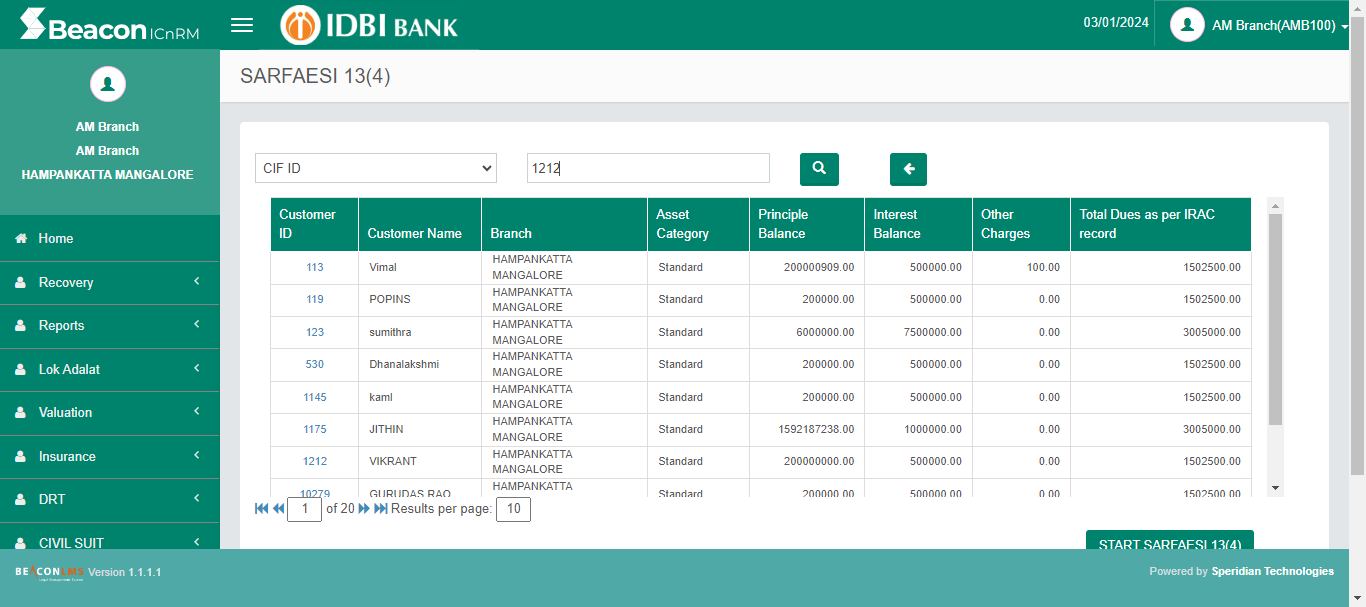 Beacon ICnRM
IDBI BANK
03/01/2024
AM Branch(AMB100)
AM Branch
AM Branch
HAMPANKATTA MANGALORE
Home
Recovery
Reports
Lok Adalat
Valuation
Insurance
DRT
CIVIL SUIT
SARFAESI 13(4)
CIF ID
1212
Customer ID Customer Name Branch Asset Category Principle Balance Interest Balance Other Charges Total Dues as per IRAC record
113 Vimal HAMPANKATTA MANGALORE Standard 200000909.00 500000.00 100.00 1502500.00
119 POPINS HAMPANKATTA MANGALORE Standard 200000.00 500000.00 0.00 1502500.00
123 sumithra HAMPANKATTA MANGALORE Standard 6000000.00 7500000.00 0.00 3005000.00
530 Dhanalakshmi HAMPANKATTA MANGALORE Standard 200000.00 500000.00 0.00 1502500.00
1145 kaml HAMPANKATTA MANGALORE Standard 200000.00 500000.00 0.00 1502500.00
1175 JITHIN HAMPANKATTA MANGALORE Standard 1592187238.00 1000000.00 0.00 3005000.00
1212 VIKRANT HAMPANKATTA MANGALORE Standard 200000000.00 500000.00 0.00 1502500.00
10279 GURUDAS RAO HAMPANKATTA Standard 200000.00 500000.00 0.00 1502500.00
1 of 20 Results per page: 10
START SARFAESI 13(4)
BEACONLMS Version 1.1.1.1
Powered by Speridian Technologies